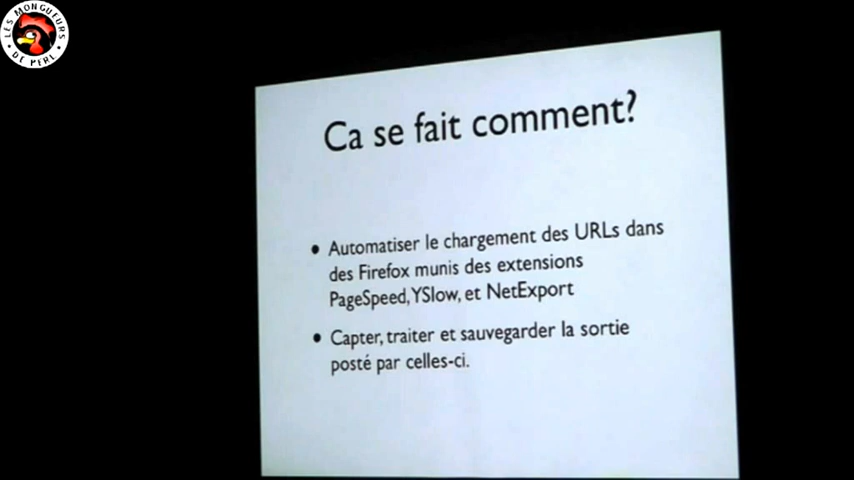 LES MONGUEURS
DE PERL
Ca se fait comment?
• Automatiser le chargement des URLs dans
des Firefox munis des extensions
PageSpeed, YSlow, et NetExport
• Capter, traiter et sauvegarder la sortie
posté par celles-ci.